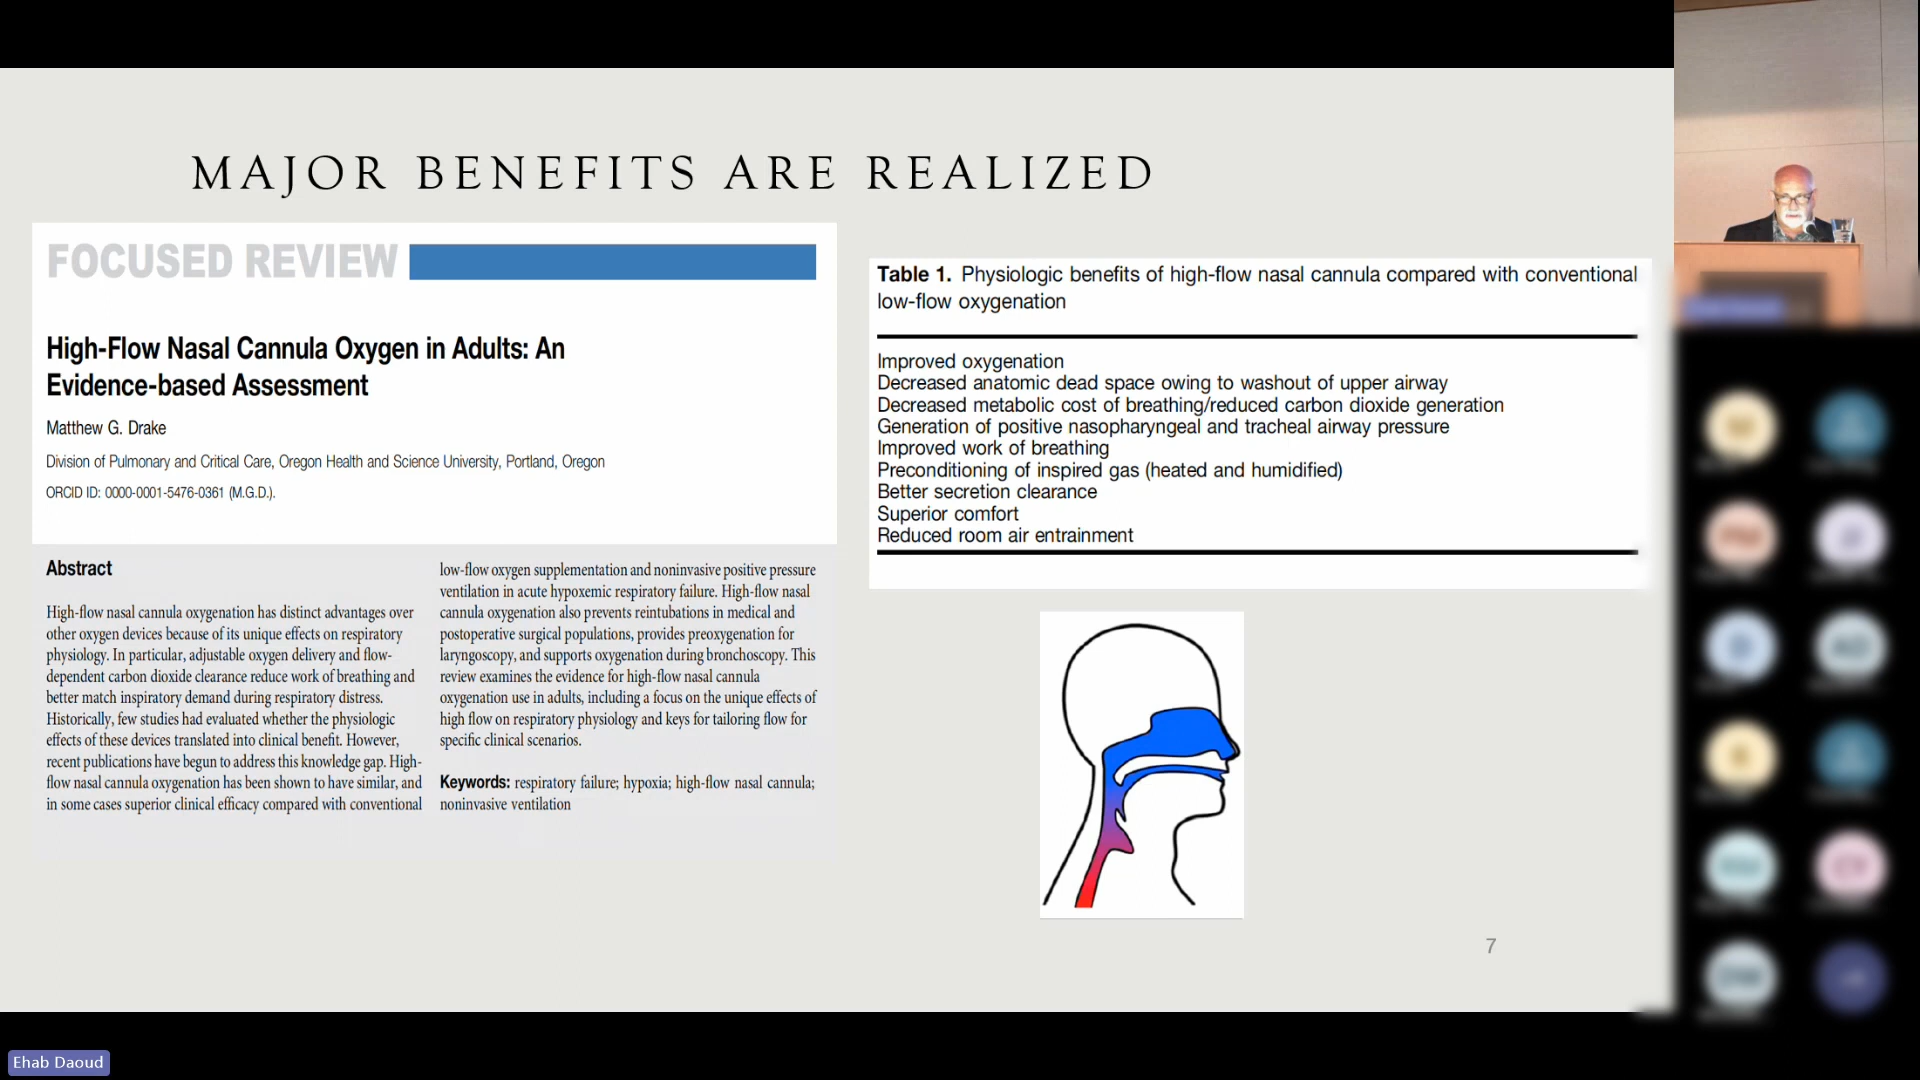 MAJOR BENEFITS ARE REALIZED
FOCUSED REVIEW
High-Flow Nasal Cannula Oxygen in Adults: An
Evidence-based Assessment
Matthew G. Drake
Division of Pulmonary and Critical Care, Oregon Health and Science University, Portland, Oregon
ORCID ID: 0000-0001-5476-0361 (M.G.D.).
Abstract
High-flow nasal cannula oxygenation has distinct advantages over
other oxygen devices because of its unique effects on respiratory
physiology. In particular, adjustable oxygen delivery and flow-
dependent carbon dioxide clearance reduce work of breathing and
better match inspiratory demand during respiratory distress.
Historically, few studies had evaluated whether the physiologic
effects of these devices translated into clinical benefit. However,
recent publications have begun to address this knowledge gap. High-
flow nasal cannula oxygenation has been shown to have similar, and
in some cases superior clinical efficacy compared with conventional
low-flow oxygen supplementation and noninvasive positive pressure
ventilation in acute hypoxemic respiratory failure. High-flow nasal
cannula oxygenation also prevents reintubations in medical and
postoperative surgical populations, provides preoxygenation for
laryngoscopy, and supports oxygenation during bronchoscopy. This
review examines the evidence for high-flow nasal cannula
oxygenation use in adults, including a focus on the unique effects of
high flow on respiratory physiology and keys for tailoring flow for
specific clinical scenarios.
Keywords: respiratory failure; hypoxia; high-flow nasal cannula;
noninvasive ventilation
Table 1. Physiologic benefits of high-flow nasal cannula compared with conventional
low-flow oxygenation
Improved oxygenation
Decreased anatomic dead space owing to washout of upper airway
Decreased metabolic cost of breathing/reduced carbon dioxide generation
Generation of positive nasopharyngeal and tracheal airway pressure
Improved work of breathing
Preconditioning of inspired gas (heated and humidified)
Better secretion clearance
Superior comfort
Reduced room air entrainment
7
Ehab Daoud